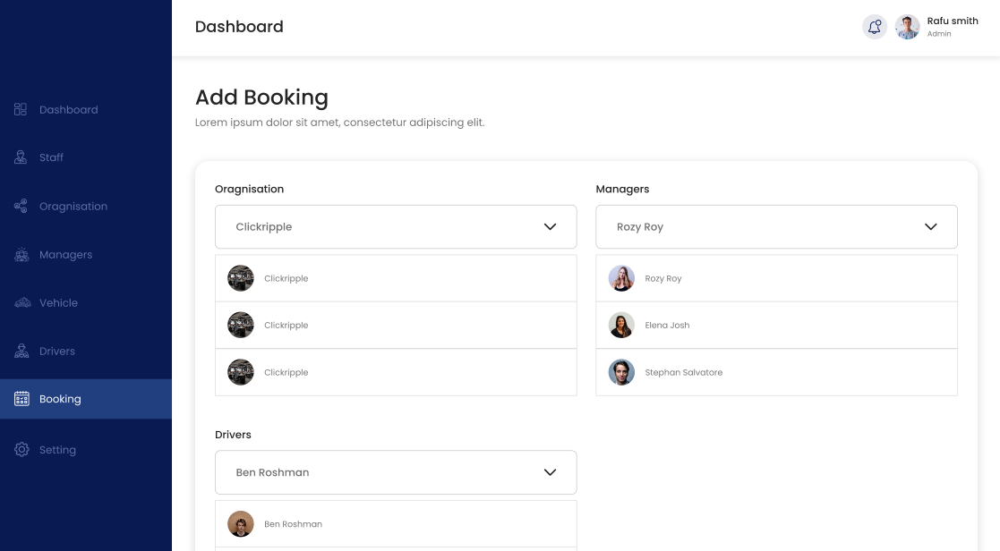 Dashboard
Rafu smith
Admin
Dashboard
Staff
Oragnisation
Managers
Vehicle
Drivers
Booking
Setting
Add Booking
Lorem ipsum dolor sit amet, consectetur adipiscing elit.
Oragnisation
Clickripple
Clickripple
Clickripple
Clickripple
Managers
Rozy Roy
Rozy Roy
Elena Josh
Stephan Salvatore
Drivers
Ben Roshman
Ben Roshman